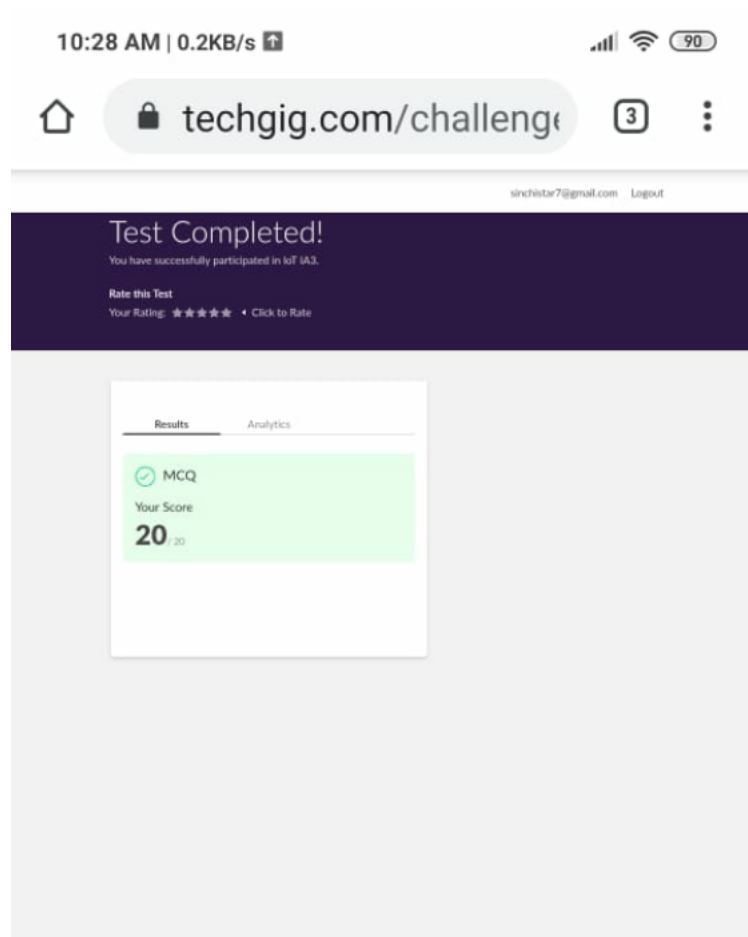 10:28 AM | 0.2KB/s
90
techgig.com/challenge
3
sinchistar7@gmail.com Logout
Test Completed!
You have successfully participated in IoT IA3.
Rate this Test
Your Rating: Click to Rate
Results Analytics
MCQ
Your Score
20 / 20